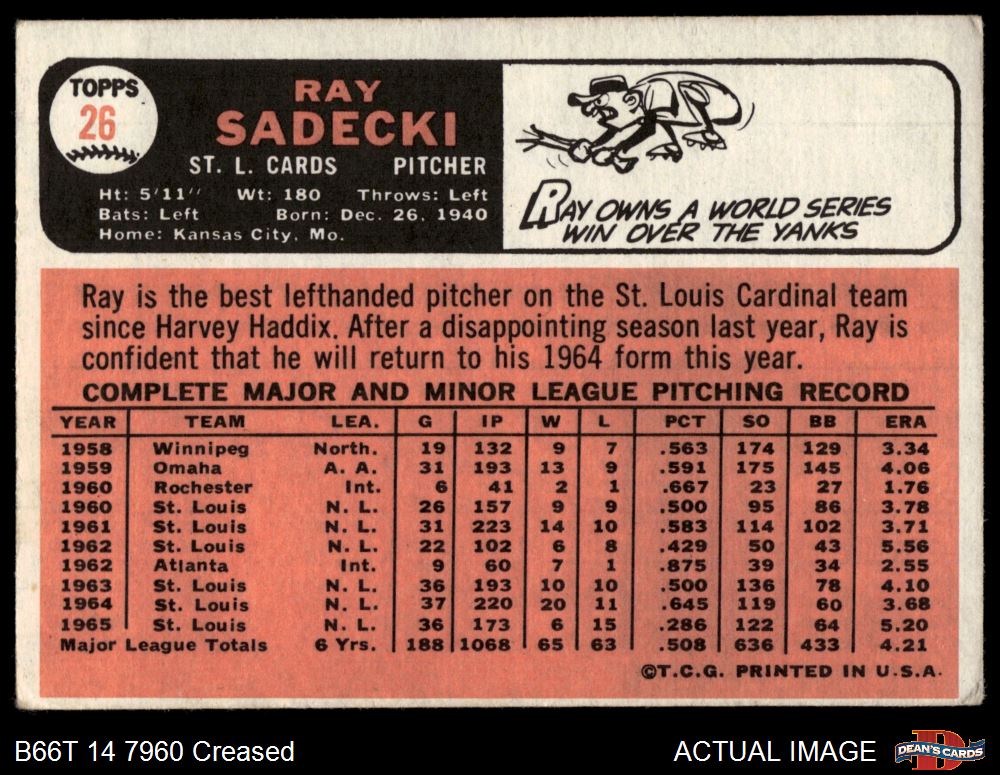 TOPPS
26
RAY
SADECKI
ST. L. CARDS PITCHER
Ht: 5'11" Wt: 180 Throws: Left
Bats: Left Born: Dec. 26, 1940
Home: Kansas City, Mo.
RAY OWNS A WORLD SERIES
WIN OVER THE YANKS
Ray is the best lefthanded pitcher on the St. Louis Cardinal team
since Harvey Haddix. After a disappointing season last year, Ray is
confident that he will return to his 1964 form this year.
COMPLETE MAJOR AND MINOR LEAGUE PITCHING RECORD
YEAR TEAM LEA. G IP W L PCT SO BB ERA
1958 Winnipeg North. 19 132 9 7 .563 174 129 3.34
1959 Omaha A. A. 31 193 13 9 .591 175 145 4.06
1960 Rochester Int. 6 41 2 1 .667 23 27 1.76
1960 St. Louis N. L. 26 157 9 9 .500 95 86 3.78
1961 St. Louis N. L. 31 223 14 10 .583 114 102 3.71
1962 St. Louis N. L. 22 102 6 8 .429 50 43 5.56
1962 Atlanta Int. 9 60 7 1 .875 39 34 2.55
1963 St. Louis N. L. 36 193 10 10 .500 136 78 4.10
1964 St. Louis N. L. 37 220 20 11 .645 119 60 3.68
1965 St. Louis N. L. 36 173 6 15 .286 122 64 5.20
Major League Totals 6 Yrs. 188 1068 65 63 .508 636 433 4.21
©T.C.G. PRINTED IN U.S.A.
B66T 14 7960 Creased
ACTUAL IMAGE
D
DEAN'S CARDS